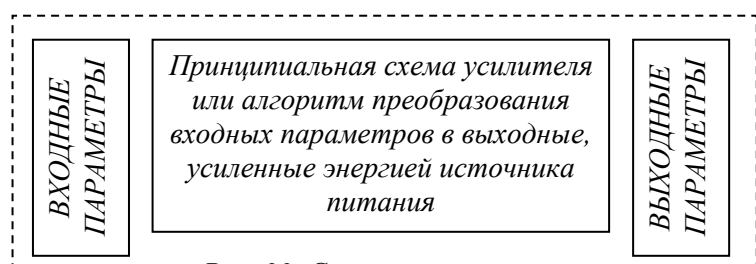 ВХОДНЫЕ
ПАРАМЕТРЫ
Принципиальная схема усилителя
или алгоритм преобразования
входных параметров в выходные,
усиленные энергией источника
питания
ВЫХОДНЫЕ
ПАРАМЕТРЫ